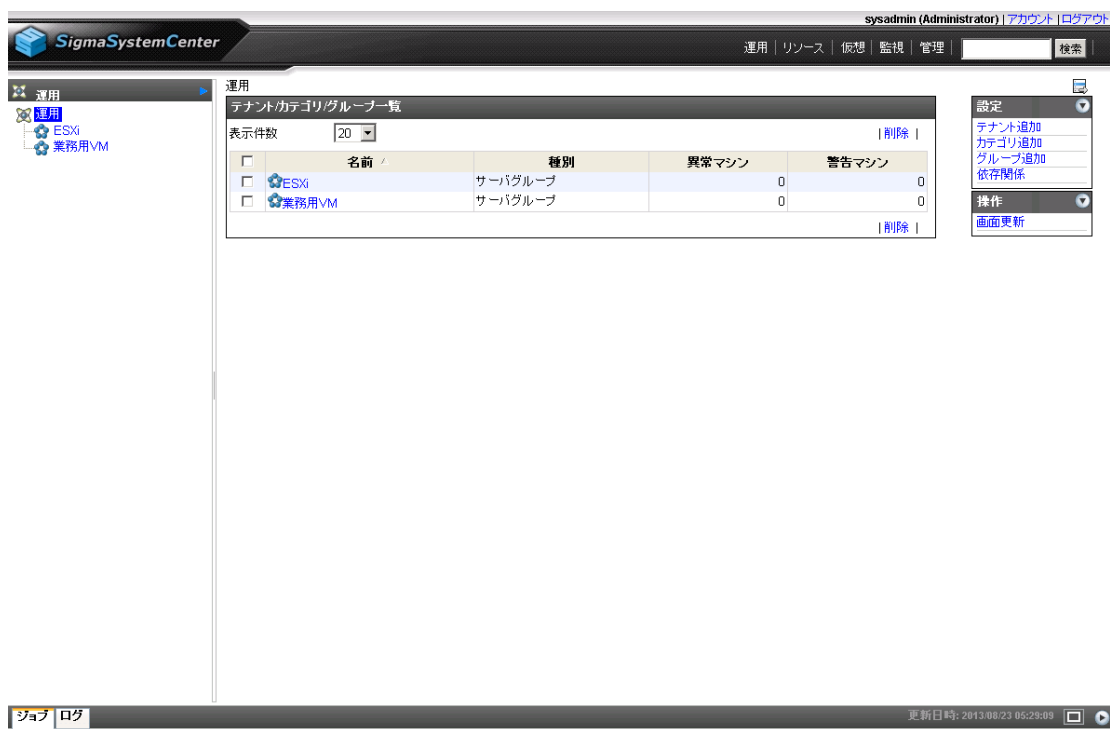 sysadmin (Administrator) | アカウント | ログアウト
SigmaSystemCenter
運用 | リソース | 仮想 | 監視 | 管理 | 検索 |
運用
運用
ESXi
業務用VM
運用
テナント/カテゴリ/グループ一覧
表示件数 20 | 削除 |
名前 種別 異常マシン 警告マシン
ESXi サーバグループ 0 0
業務用VM サーバグループ 0 0
| 削除 |
設定
テナント追加
カテゴリ追加
グループ追加
依存関係
操作
画面更新
ジョブ ログ 更新日時: 2013/08/23 05:29:09